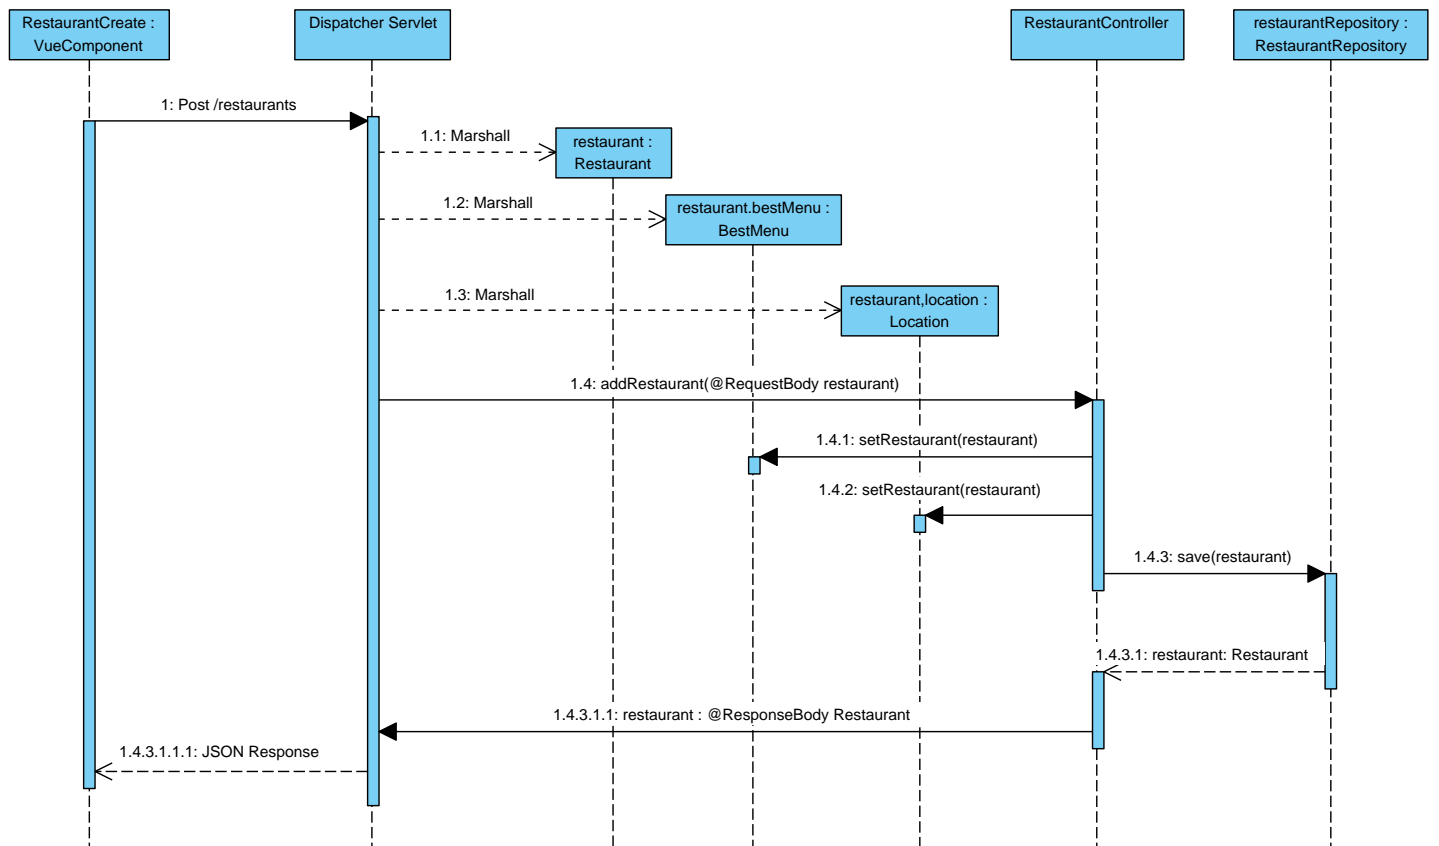 RestaurantCreate :
VueComponent
Dispatcher Servlet
RestaurantController
restaurantRepository :
RestaurantRepository
1: Post /restaurants
1.1: Marshall
restaurant :
Restaurant
1.2: Marshall
restaurant.bestMenu :
BestMenu
1.3: Marshall
restaurant,location :
Location
1.4: addRestaurant(@RequestBody restaurant)
1.4.1: setRestaurant(restaurant)
1.4.2: setRestaurant(restaurant)
1.4.3: save(restaurant)
1.4.3.1: restaurant: Restaurant
1.4.3.1.1: restaurant : @ResponseBody Restaurant
1.4.3.1.1.1: JSON Response